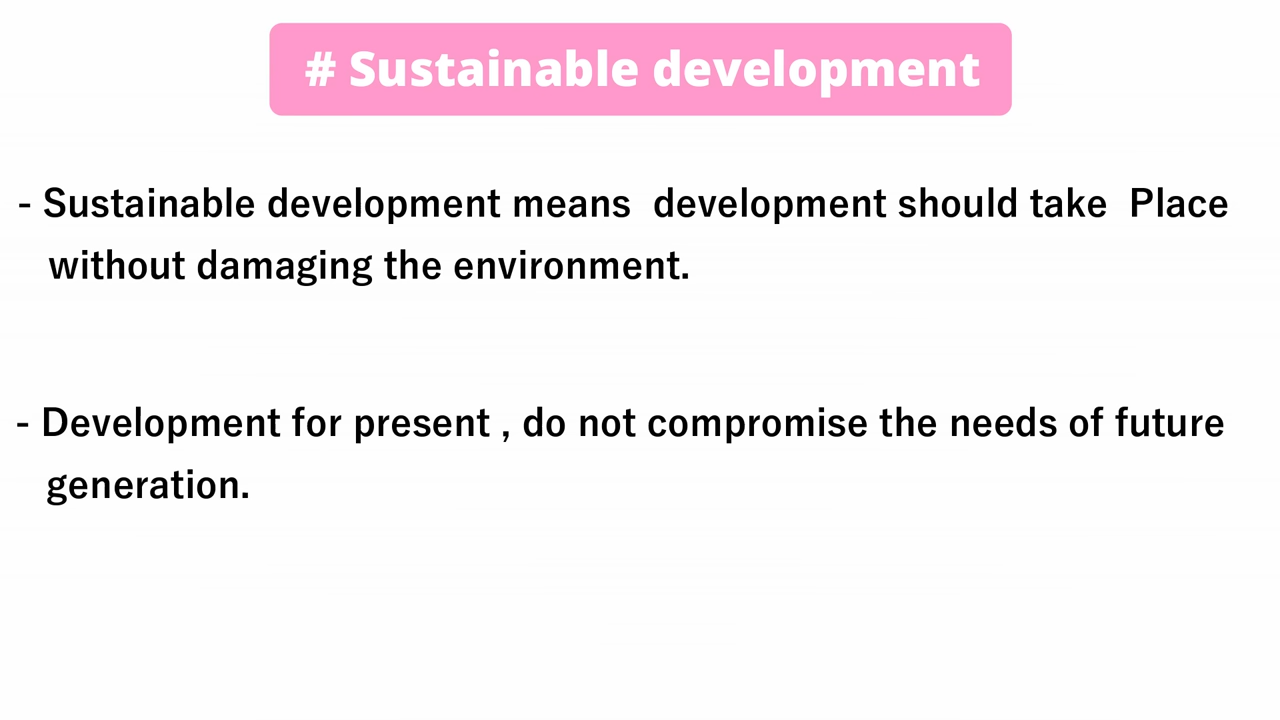 # Sustainable development
- Sustainable development means  development should take  Place
without damaging the environment.
- Development for present , do not compromise the needs of future
generation.